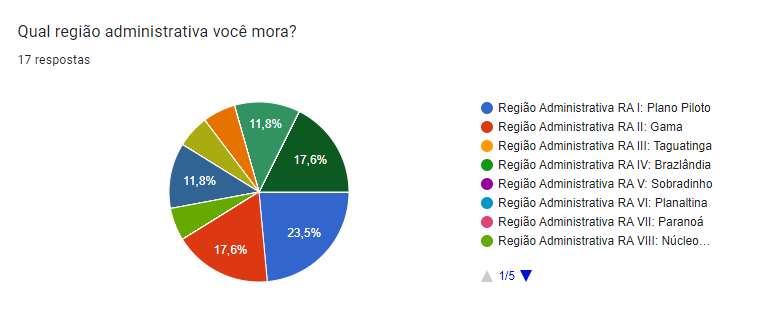 Qual região administrativa você mora?
17 respostas
11,8%
17,6%
11,8%
23,5%
17,6%
Região Administrativa RA I: Plano Piloto
Região Administrativa RA II: Gama
Região Administrativa RA III: Taguatinga
Região Administrativa RA IV: Brazlândia
Região Administrativa RA V: Sobradinho
Região Administrativa RA VI: Planaltina
Região Administrativa RA VII: Paranoá
Região Administrativa RA VIII: Núcleo…
1/5